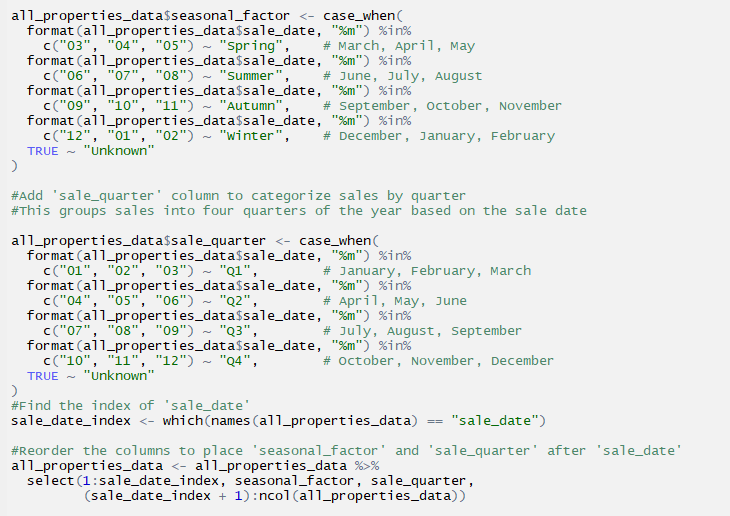 all_properties_data$seasonal_factor <- case_when(
  format(all_properties_data$sale_date, "%m") %in%
    c("03", "04", "05") ~ "Spring",    # March, April, May
  format(all_properties_data$sale_date, "%m") %in%
    c("06", "07", "08") ~ "Summer",    # June, July, August
  format(all_properties_data$sale_date, "%m") %in%
    c("09", "10", "11") ~ "Autumn",    # September, October, November
  format(all_properties_data$sale_date, "%m") %in%
    c("12", "01", "02") ~ "Winter",    # December, January, February
  TRUE ~ "Unknown"
)

#Add 'sale_quarter' column to categorize sales by quarter
#This groups sales into four quarters of the year based on the sale date

all_properties_data$sale_quarter <- case_when(
  format(all_properties_data$sale_date, "%m") %in%
    c("01", "02", "03") ~ "Q1",        # January, February, March
  format(all_properties_data$sale_date, "%m") %in%
    c("04", "05", "06") ~ "Q2",        # April, May, June
  format(all_properties_data$sale_date, "%m") %in%
    c("07", "08", "09") ~ "Q3",        # July, August, September
  format(all_properties_data$sale_date, "%m") %in%
    c("10", "11", "12") ~ "Q4",        # October, November, December
  TRUE ~ "Unknown"
)
#Find the index of 'sale_date'
sale_date_index <- which(names(all_properties_data) == "sale_date")

#Reorder the columns to place 'seasonal_factor' and 'sale_quarter' after 'sale_date'
all_properties_data <- all_properties_data %>%
  select(1:sale_date_index, seasonal_factor, sale_quarter,
         (sale_date_index + 1):ncol(all_properties_data))